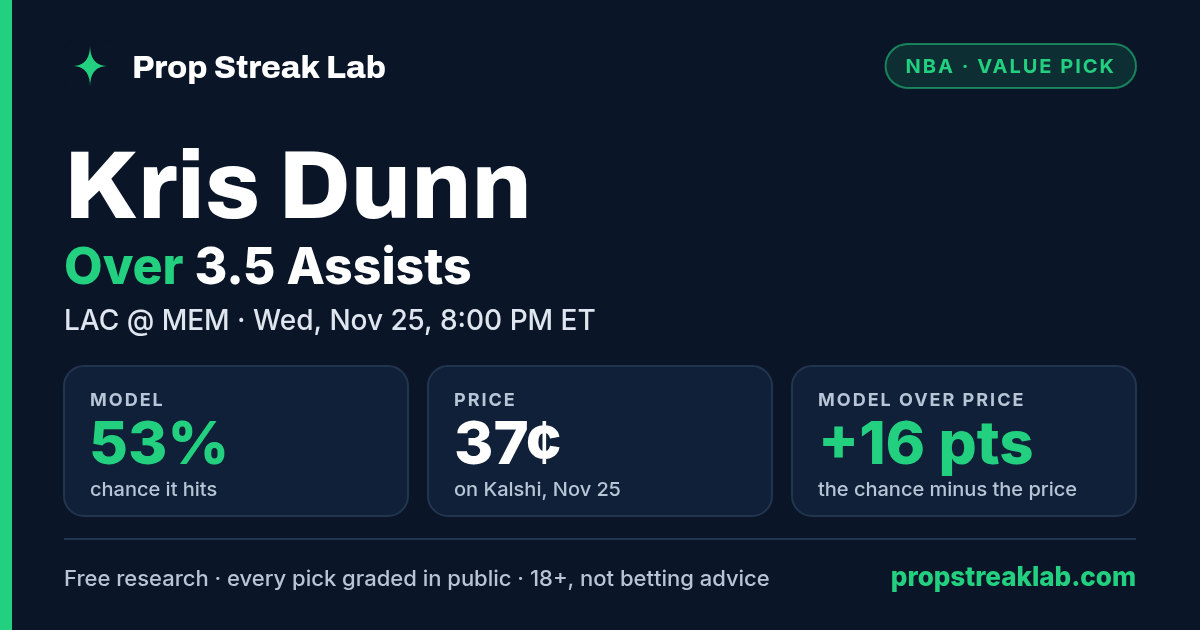 Prop Streak Lab
NBA · VALUE PICK
Kris Dunn
Over 3.5 Assists
LAC @ MEM · Wed, Nov 25, 8:00 PM ET
MODEL
53%
chance it hits
PRICE
37¢
on Kalshi, Nov 25
MODEL OVER PRICE
+16 pts
the chance minus the price
Free research · every pick graded in public · 18+, not betting advice
propstreaklab.com